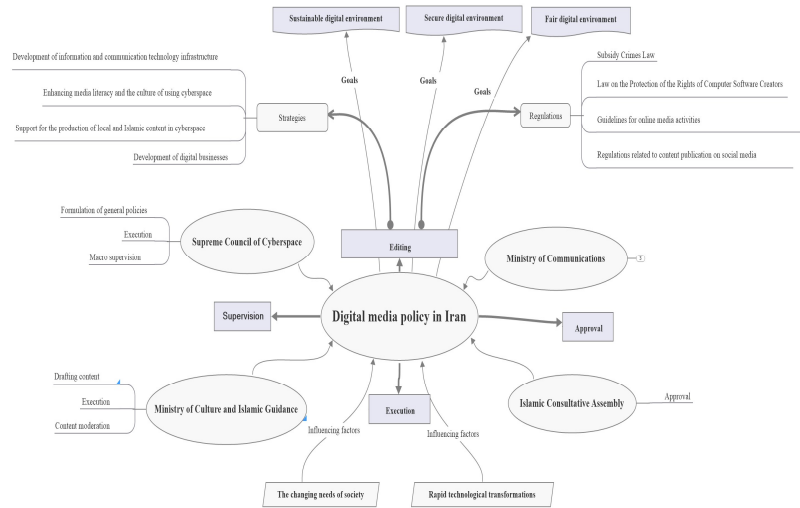 Sustainable digital environment
Secure digital environment
Fair digital environment
Development of information and communication technology infrastructure
Enhancing media literacy and the culture of using cyberspace
Support for the production of local and Islamic content in cyberspace
Development of digital businesses
Strategies
Goals
Goals
Goals
Regulations
Subsidy Crimes Law
Law on the Protection of the Rights of Computer Software Creators
Guidelines for online media activities
Regulations related to content publication on social media
Formulation of general policies
Execution
Macro supervision
Supreme Council of Cyberspace
Editing
Ministry of Communications
Supervision
Digital media policy in Iran
Approval
Drafting content
Execution
Content moderation
Ministry of Culture and Islamic Guidance
Execution
Islamic Consultative Assembly
Approval
Influencing factors
Influencing factors
The changing needs of society
Rapid technological transformations